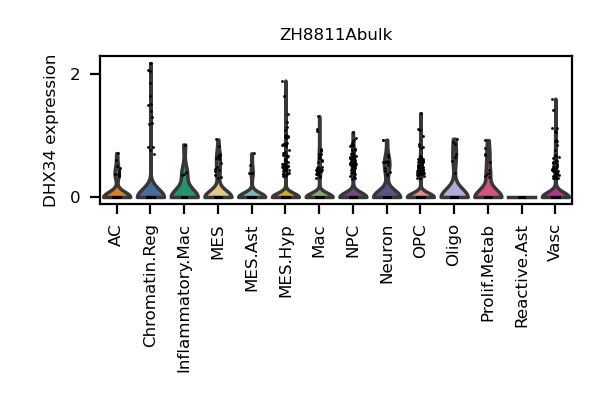 ZH8811Abulk
DHX34 expression
2
0
AC
Chromatin.Reg
Inflammatory.Mac
MES
MES.Ast
MES.Hyp
Mac
NPC
Neuron
OPC
Oligo
Prolif.Metab
Reactive.Ast
Vasc